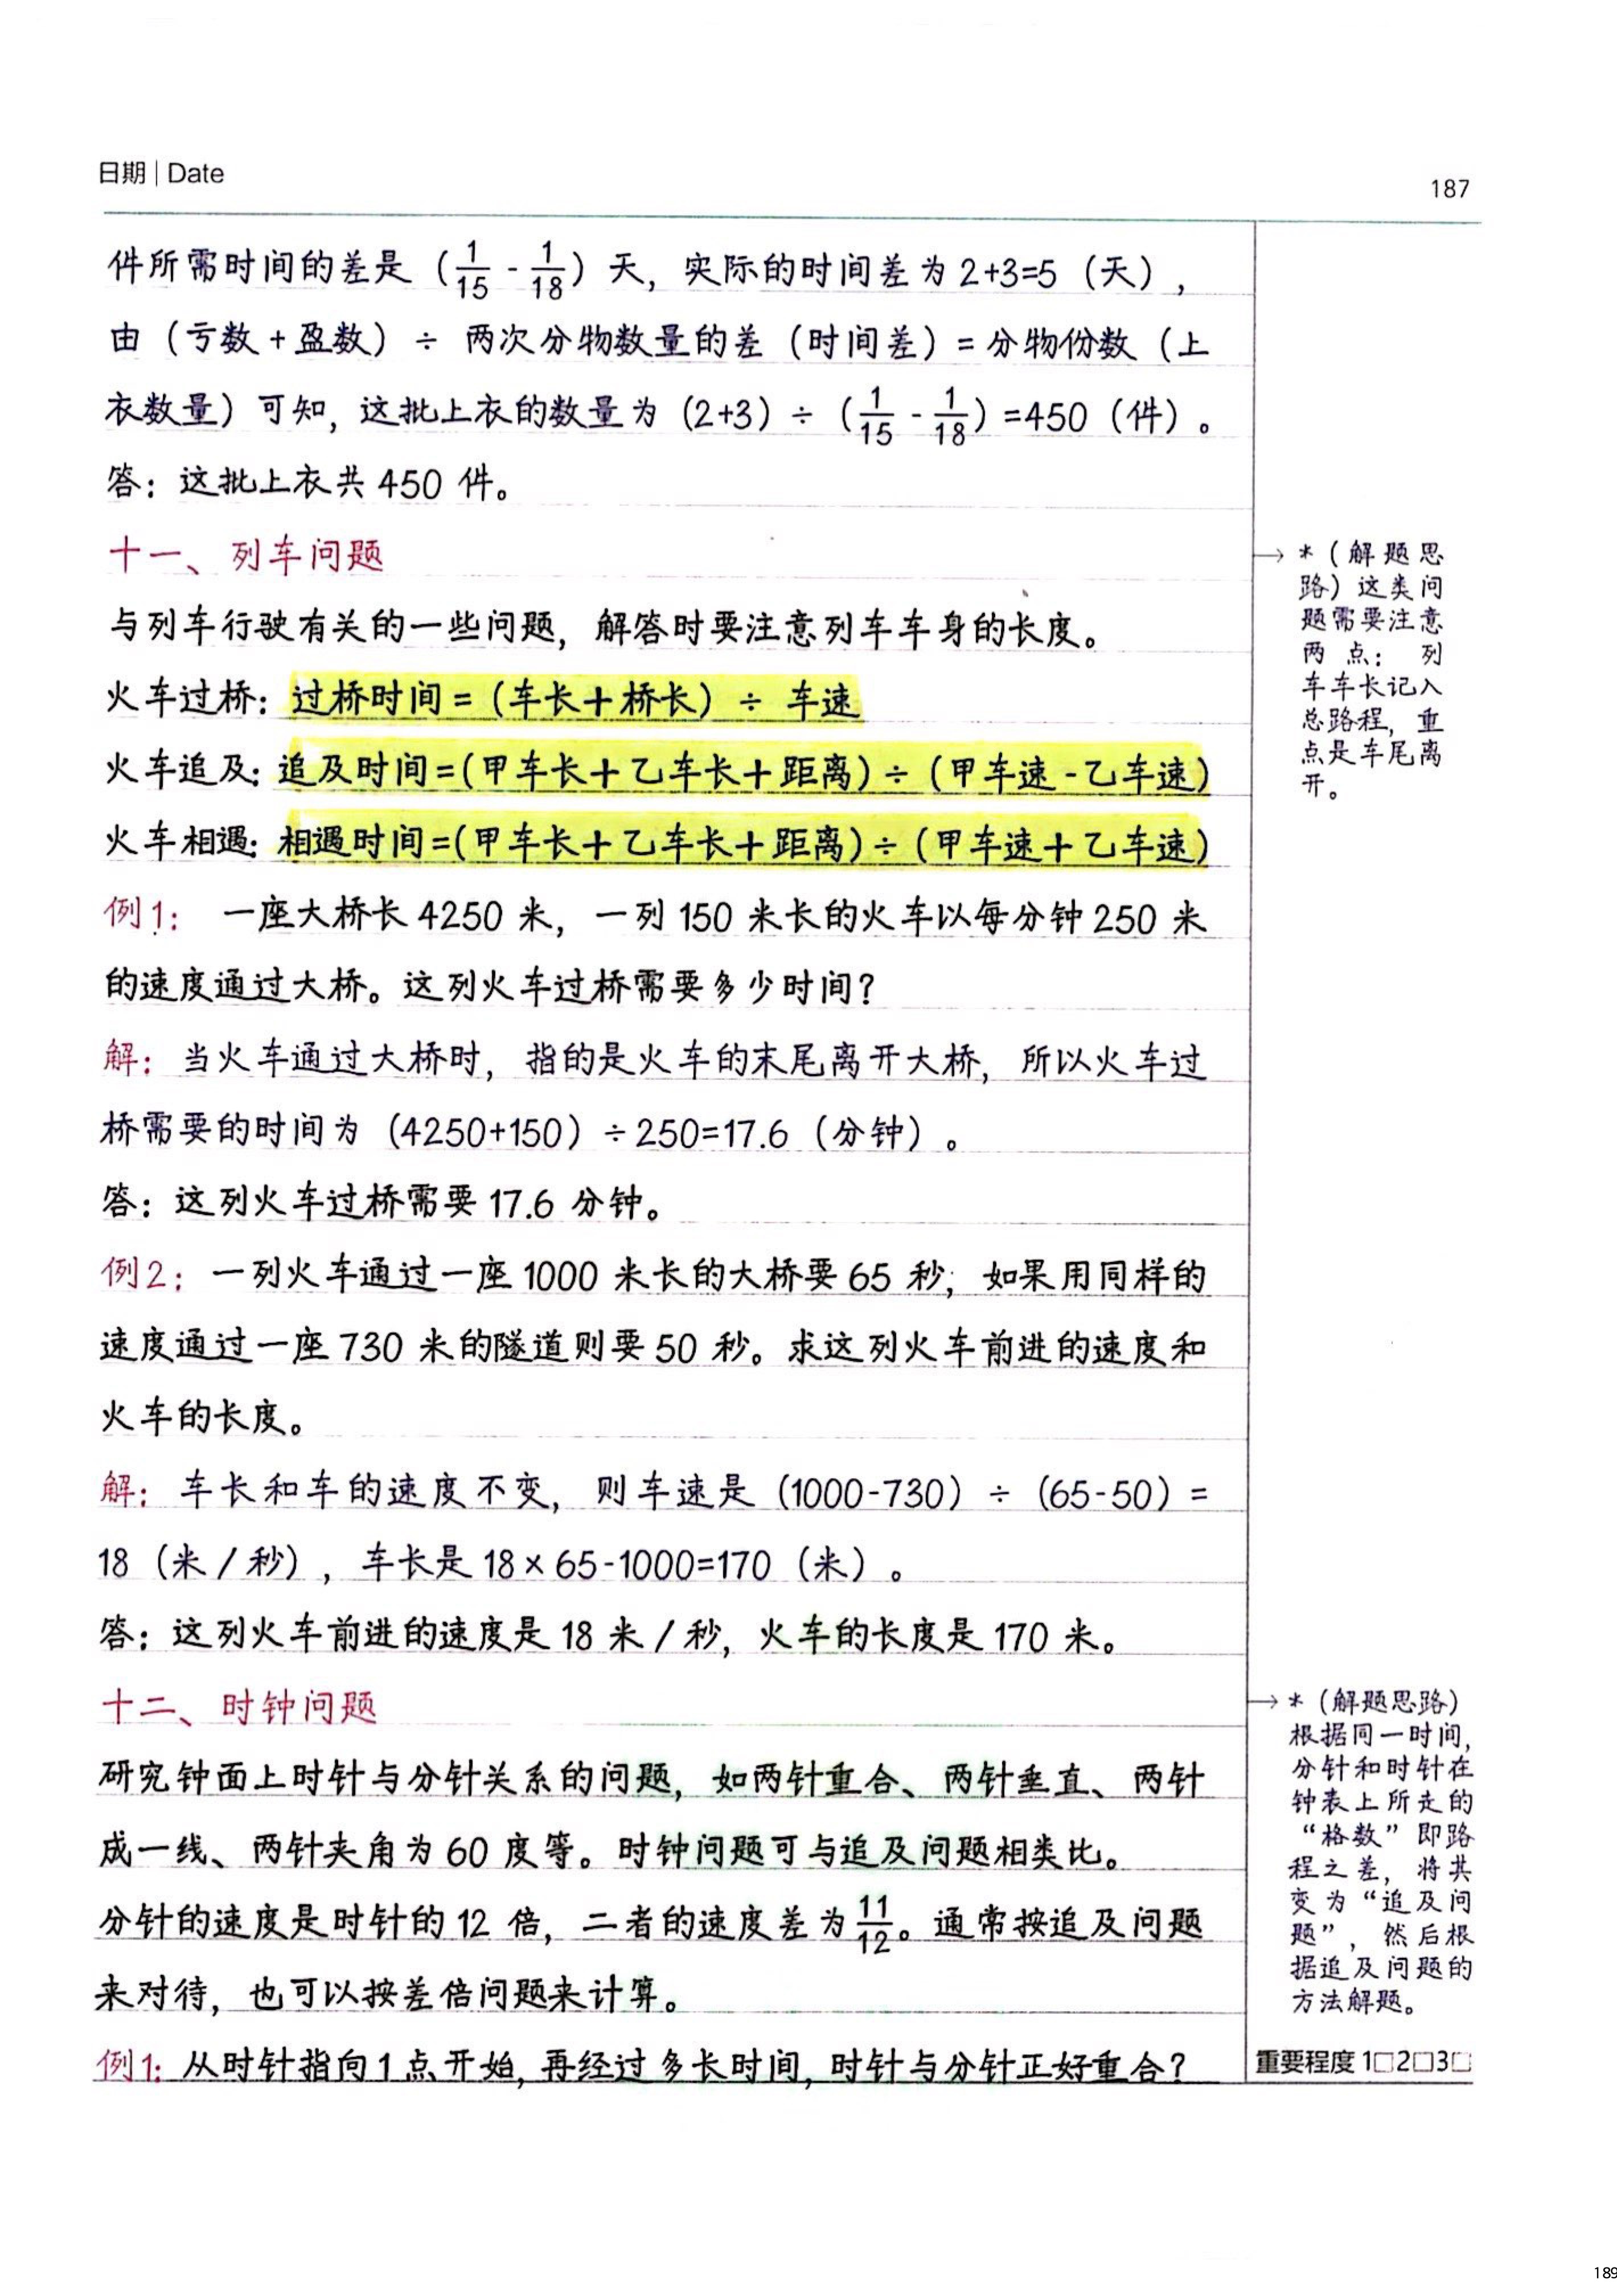 日期 | Date
187
件所需时间的差是（1/15 - 1/18）天，实际的时间差为 2+3=5（天），
由（亏数＋盈数）÷ 两次分物数量的差（时间差）= 分物份数（上
衣数量）可知，这批上衣的数量为（2+3）÷（1/15 - 1/18）=450（件）。
答：这批上衣共 450 件。
十一、列车问题
与列车行驶有关的一些问题，解答时要注意列车车身的长度。
火车过桥：过桥时间 =（车长＋桥长）÷ 车速
火车追及：追及时间=(甲车长＋乙车长＋距离）÷（甲车速 -乙车速）
火车相遇：相遇时间=(甲车长＋乙车长＋距离）÷（甲车速＋乙车速）
例1： 一座大桥长 4250 米，一列 150 米长的火车以每分钟 250 米
的速度通过大桥。这列火车过桥需要多少时间？
解：当火车通过大桥时，指的是火车的末尾离开大桥，所以火车过
桥需要的时间为（4250+150）÷250=17.6（分钟）。
答：这列火车过桥需要 17.6 分钟。
例2：一列火车通过一座 1000 米长的大桥要 65 秒；如果用同样的
速度通过一座 730 米的隧道则要 50 秒。求这列火车前进的速度和
火车的长度。
解：车长和车的速度不变，则车速是（1000-730）÷（65-50）=
18（米 / 秒），车长是 18 × 65-1000=170（米）。
答：这列火车前进的速度是 18 米 / 秒，火车的长度是 170 米。
十二、时钟问题
研究钟面上时针与分针关系的问题，如两针重合、两针垂直、两针
成一线、两针夹角为 60 度等。时钟问题可与追及问题相类比。
分针的速度是时针的 12 倍，二者的速度差为 11/12。通常按追及问题
来对待，也可以按差倍问题来计算。
例1：从时针指向 1 点开始，再经过多长时间，时针与分针正好重合？
→ *（解题思
路）这类问
题需要注意
两点：列
车车长记入
总路程，重
点是车尾离
开。
→ *（解题思路）
根据同一时间，
分针和时针在
钟表上所走的
“格数”即路
程之差，将其
变为“追及问
题”，然后根
据追及问题的
方法解题。
重要程度 1□2□3□
189